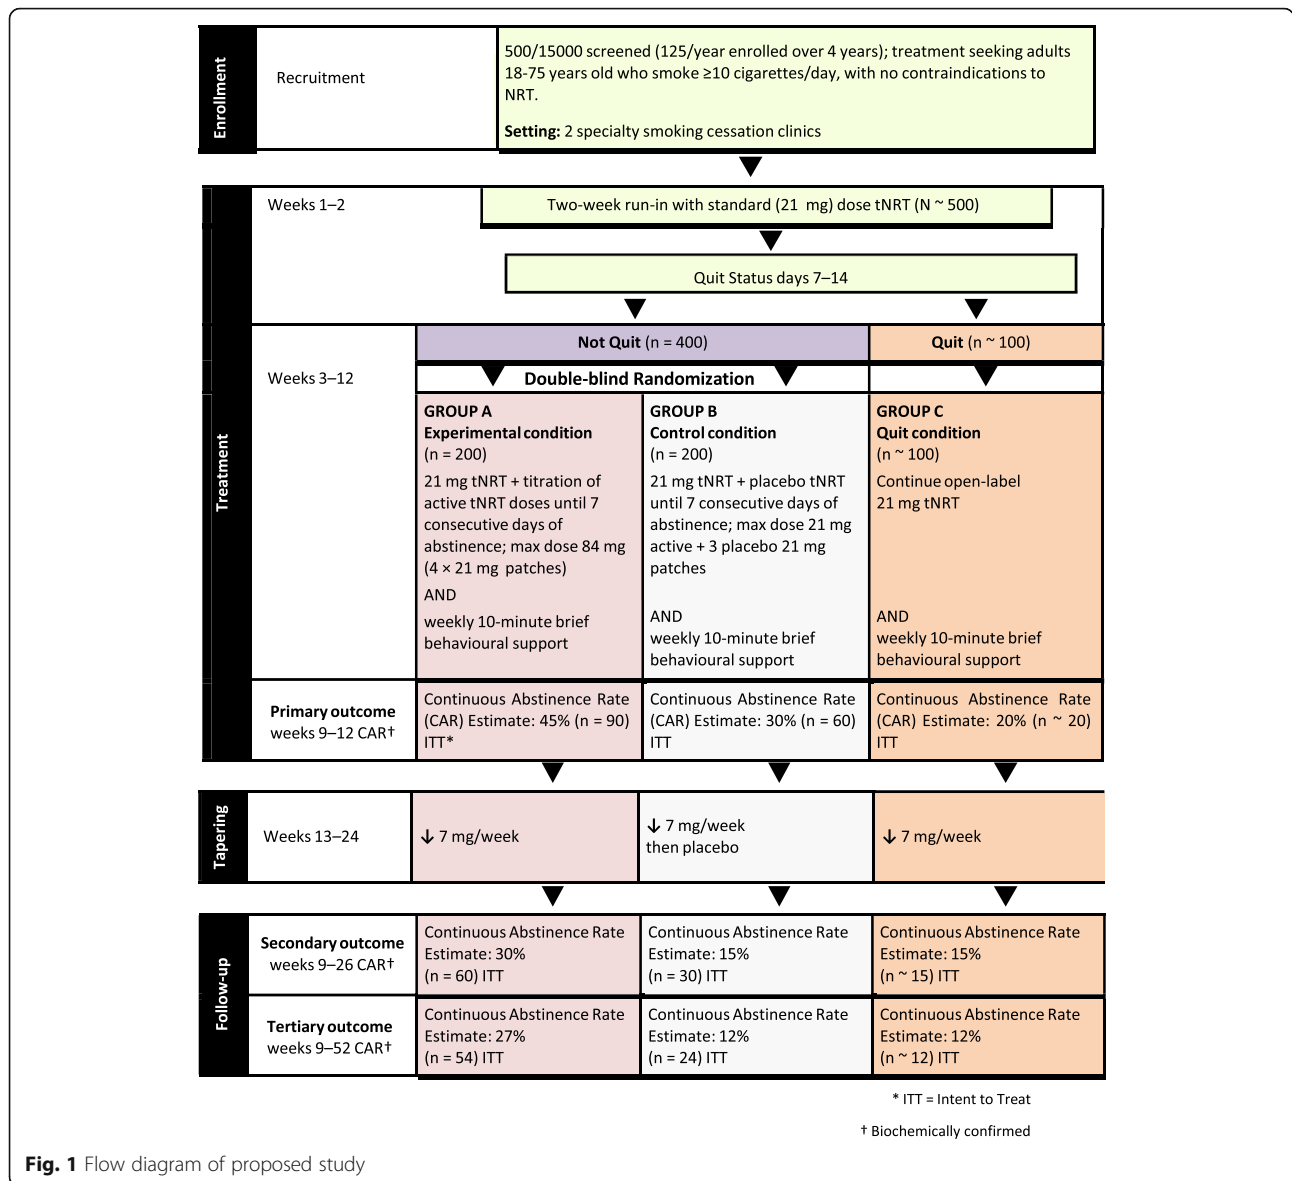 Enrollment
Recruitment
500/15000 screened (125/year enrolled over 4 years); treatment seeking adults
18-75 years old who smoke ≥10 cigarettes/day, with no contraindications to
NRT.
Setting: 2 specialty smoking cessation clinics
Treatment
Weeks 1–2
Two-week run-in with standard (21 mg) dose tNRT (N ~ 500)
Quit Status days 7–14
Not Quit (n = 400)
Quit (n ~ 100)
Weeks 3–12
Double-blind Randomization
GROUP A
Experimental condition
(n = 200)
21 mg tNRT + titration of
active tNRT doses until 7
consecutive days of
abstinence; max dose 84 mg
(4 × 21 mg patches)
AND
weekly 10-minute brief
behavioural support
GROUP B
Control condition
(n = 200)
21 mg tNRT + placebo tNRT
until 7 consecutive days of
abstinence; max dose 21 mg
active + 3 placebo 21 mg
patches
AND
weekly 10-minute brief
behavioural support
GROUP C
Quit condition
(n ~ 100)
Continue open-label
21 mg tNRT
AND
weekly 10-minute brief
behavioural support
Primary outcome
weeks 9–12 CAR†
Continuous Abstinence Rate
(CAR) Estimate: 45% (n = 90)
ITT*
Continuous Abstinence Rate
(CAR) Estimate: 30% (n = 60)
ITT
Continuous Abstinence Rate
(CAR) Estimate: 20% (n ~ 20)
ITT
Tapering
Weeks 13–24
↓ 7 mg/week
↓ 7 mg/week
then placebo
↓ 7 mg/week
Follow-up
Secondary outcome
weeks 9–26 CAR†
Continuous Abstinence Rate
Estimate: 30%
(n = 60) ITT
Continuous Abstinence Rate
Estimate: 15%
(n = 30) ITT
Continuous Abstinence Rate
Estimate: 15%
(n ~ 15) ITT
Tertiary outcome
weeks 9–52 CAR†
Continuous Abstinence Rate
Estimate: 27%
(n = 54) ITT
Continuous Abstinence Rate
Estimate: 12%
(n = 24) ITT
Continuous Abstinence Rate
Estimate: 12%
(n ~ 12) ITT
* ITT = Intent to Treat
† Biochemically confirmed
Fig. 1 Flow diagram of proposed study